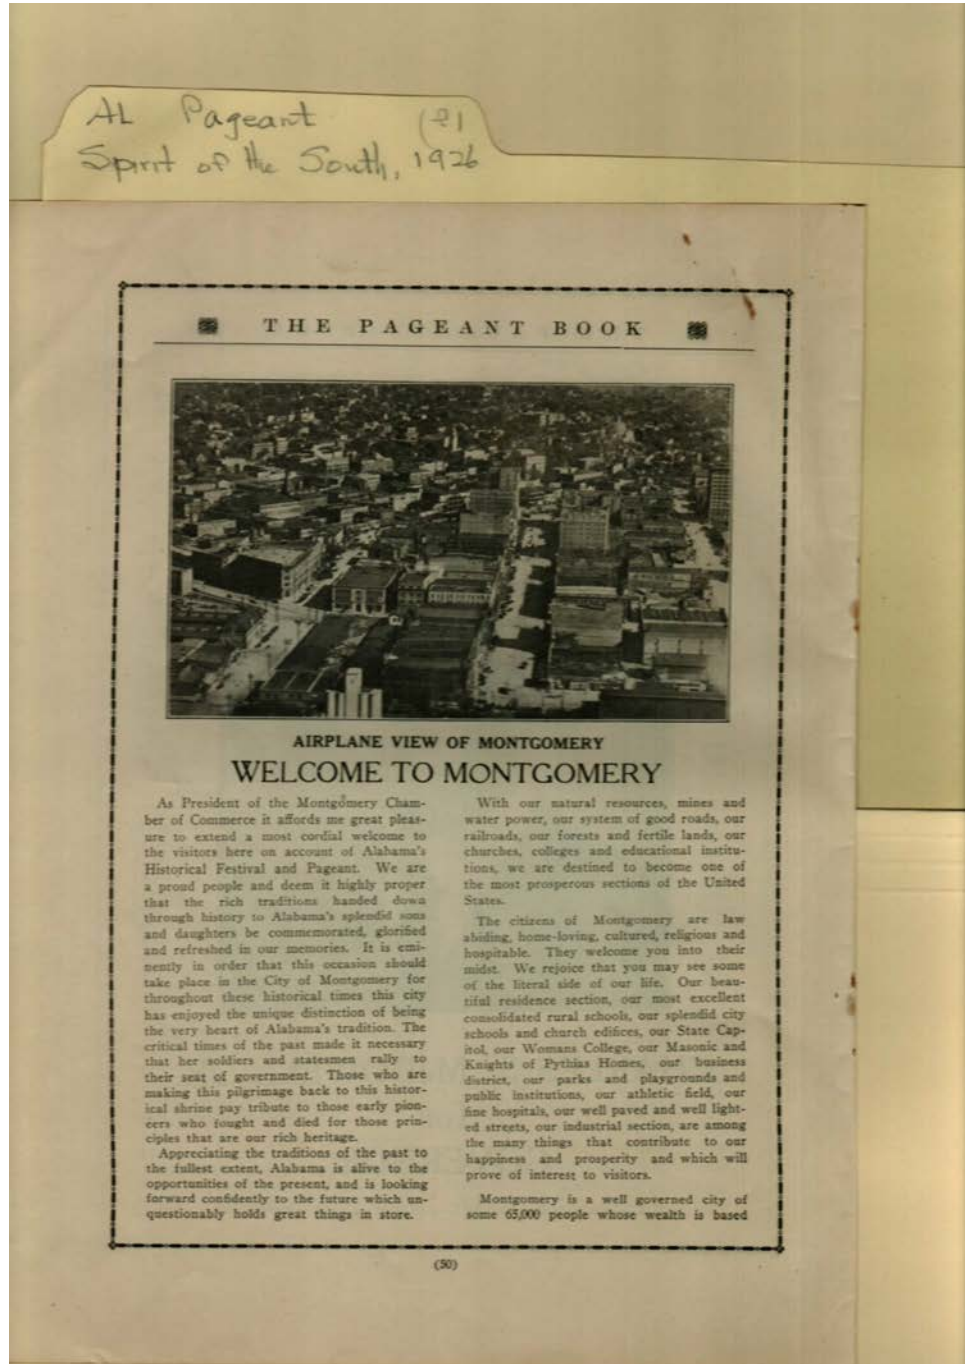 AL Pageant (21
Spirit of the South, 1926
THE PAGEANT BOOK
AIRPLANE VIEW OF MONTGOMERY
WELCOME TO MONTGOMERY
As President of the Montgomery Cham-
ber of Commerce it affords me great pleas-
ure to extend a most cordial welcome to
the visitors here on account of Alabama's
Historical Festival and Pageant. We are
a proud people and deem it highly proper
that the rich traditions handed down
through history to Alabama's splendid sons
and daughters be commemorated, glorified
and refreshed in our memories. It is emi-
nently in order that this occasion should
take place in the City of Montgomery for
throughout these historical times this city
has enjoyed the unique distinction of being
the very heart of Alabama's tradition. The
critical times of the past made it necessary
that her soldiers and statesmen rally to
their seat of government. Those who are
making this pilgrimage back to this histor-
ical shrine pay tribute to those early pion-
eers who fought and died for those prin-
ciples that are our rich heritage.
Appreciating the traditions of the past to
the fullest extent, Alabama is alive to the
opportunities of the present, and is looking
forward confidently to the future which un-
questionably holds great things in store.
With our natural resources, mines and
water power, our system of good roads, our
railroads, our forests and fertile lands, our
churches, colleges and educational institu-
tions, we are destined to become one of
the most prosperous sections of the United
States.
The citizens of Montgomery are law
abiding, home-loving, cultured, religious and
hospitable. They welcome you into their
midst. We rejoice that you may see some
of the literal side of our life. Our beau-
tiful residence section, our most excellent
consolidated rural schools, our splendid city
schools and church edifices, our State Cap-
itol, our Womans College, our Masonic and
Knights of Pythias Homes, our business
district, our parks and playgrounds and
public institutions, our athletic field, our
fine hospitals, our well paved and well light-
ed streets, our industrial section, are among
the many things that contribute to our
happiness and prosperity and which will
prove of interest to visitors.
Montgomery is a well governed city of
some 65,000 people whose wealth is based
(50)